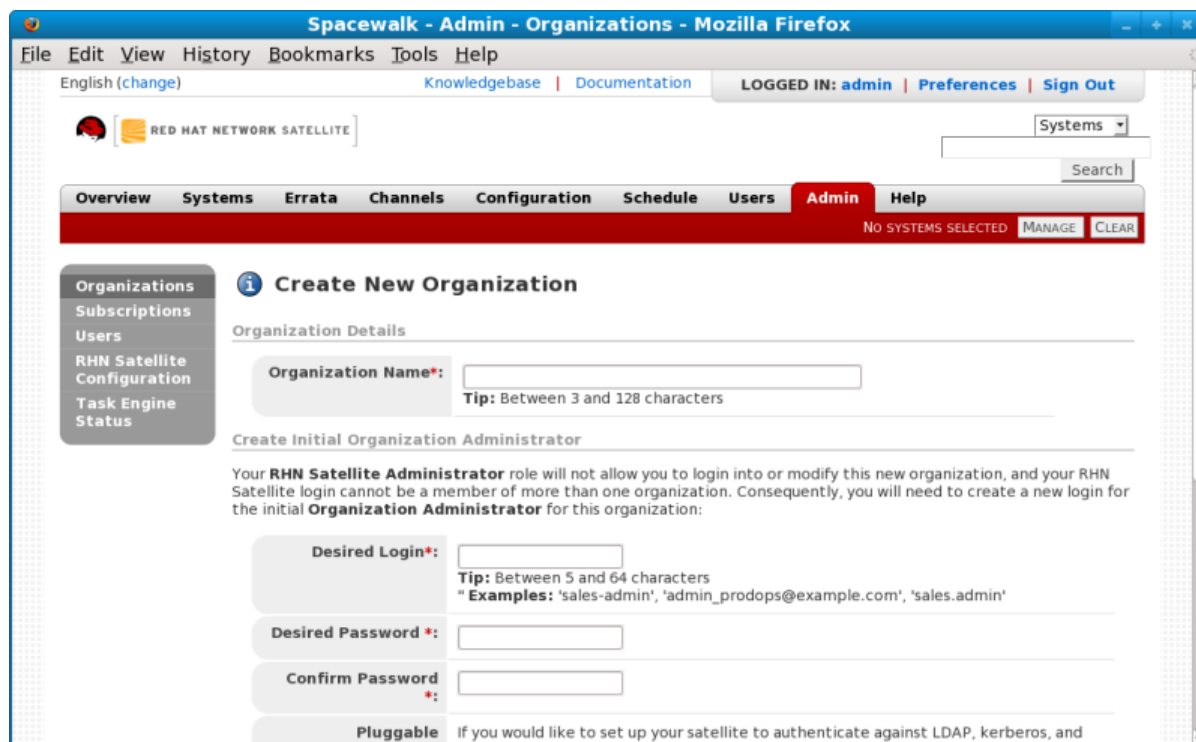 Spacewalk - Admin - Organizations - Mozilla Firefox
File Edit View History Bookmarks Tools Help
English (change)
Knowledgebase | Documentation
LOGGED IN: admin | Preferences | Sign Out
RED HAT NETWORK SATELLITE
Systems
Search
Overview Systems Errata Channels Configuration Schedule Users Admin Help
NO SYSTEMS SELECTED MANAGE CLEAR
Organizations
Subscriptions
Users
RHN Satellite
Configuration
Task Engine
Status
i Create New Organization
Organization Details
Organization Name*:
Tip: Between 3 and 128 characters
Create Initial Organization Administrator
Your RHN Satellite Administrator role will not allow you to login into or modify this new organization, and your RHN
Satellite login cannot be a member of more than one organization. Consequently, you will need to create a new login for
the initial Organization Administrator for this organization:
Desired Login*:
Tip: Between 5 and 64 characters
" Examples: 'sales-admin', 'admin_prodops@example.com', 'sales.admin'
Desired Password *:
Confirm Password
*:
Pluggable If you would like to set up your satellite to authenticate against LDAP, kerberos, and